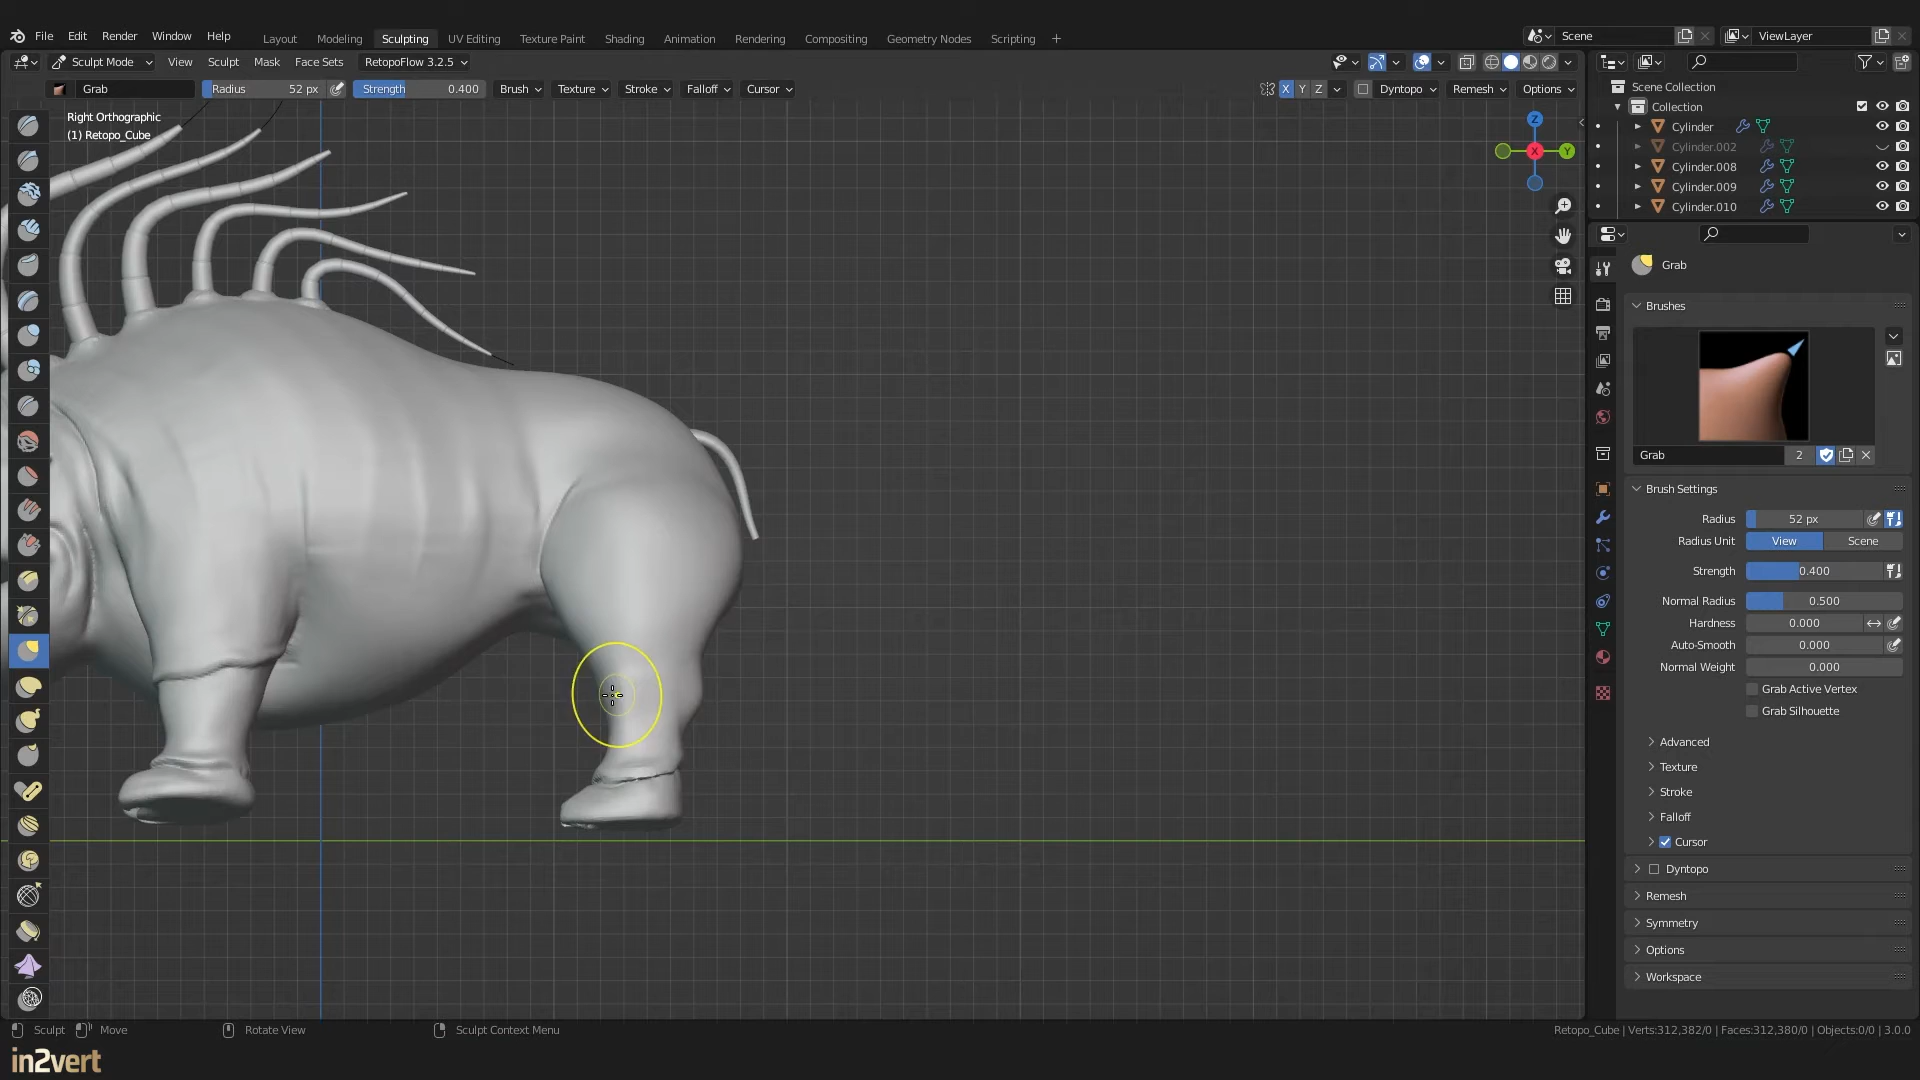 File Edit Render Window Help
Layout Modeling Sculpting UV Editing Texture Paint Shading Animation Rendering Compositing Geometry Nodes Scripting +
Scene
ViewLayer
Sculpt Mode View Sculpt Mask Face Sets RetopoFlow 3.2.5
Grab Radius 52 px Strength 0.400 Brush Texture Stroke Falloff Cursor
X Y Z Dyntopo Remesh Options
Right Orthographic
(1) Retopo_Cube
Z
X
Y
Scene Collection
Collection
Cylinder
Cylinder.002
Cylinder.008
Cylinder.009
Cylinder.010
Grab
Brushes
Grab 2
Brush Settings
Radius 52 px
Radius Unit View Scene
Strength 0.400
Normal Radius 0.500
Hardness 0.000
Auto-Smooth 0.000
Normal Weight 0.000
Grab Active Vertex
Grab Silhouette
Advanced
Texture
Stroke
Falloff
Cursor
Dyntopo
Remesh
Symmetry
Options
Workspace
Sculpt Move Rotate View Sculpt Context Menu
Retopo_Cube | Verts:312,382/0 | Faces:312,380/0 | Objects:0/0 | 3.0.0
in2vert